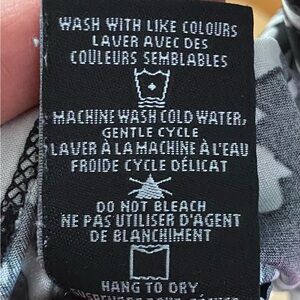 WASH WITH LIKE COLOURS
LAVER AVEC DES
COULEURS SEMBLABLES
MACHINE WASH COLD WATER,
GENTLE CYCLE
LAVER À LA MACHINE À L'EAU
FROIDE CYCLE DÉLICAT
DO NOT BLEACH
NE PAS UTILISER D'AGENT
DE BLANCHIMENT
HANG TO DRY.